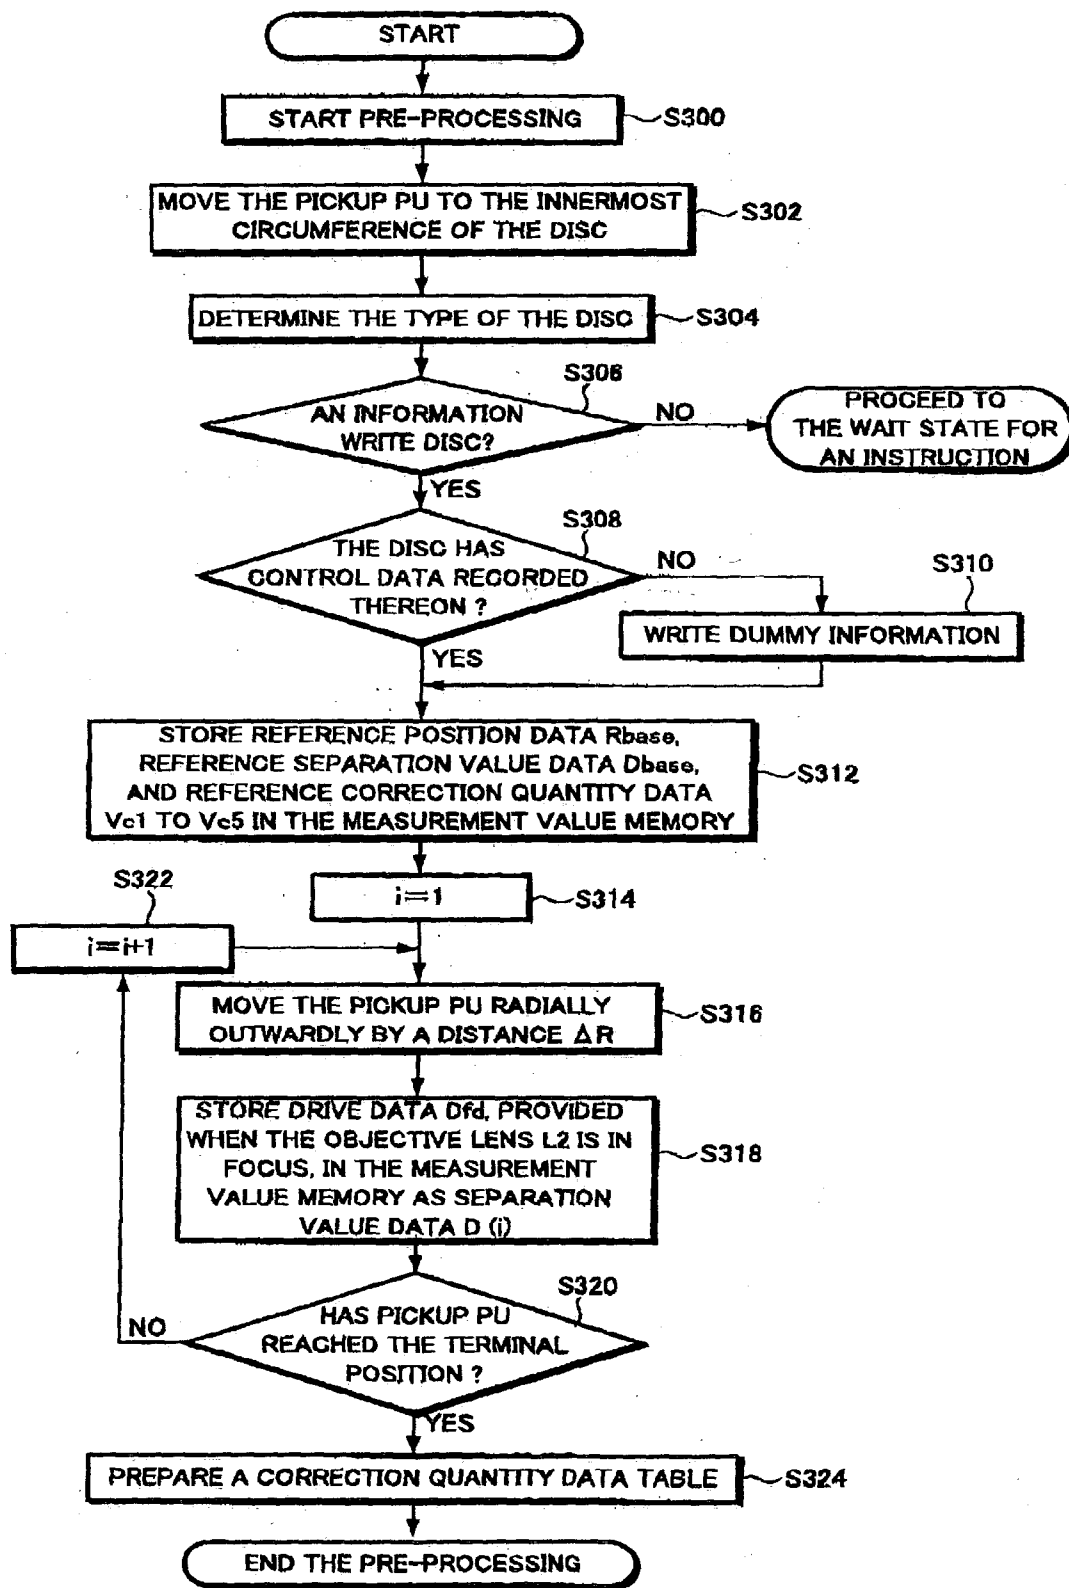 START
START PRE-PROCESSING
S300
MOVE THE PICKUP PU TO THE INNERMOST
CIRCUMFERENCE OF THE DISC
S302
DETERMINE THE TYPE OF THE DISC
S304
S306
AN INFORMATION
WRITE DISC?
NO
PROCEED TO
THE WAIT STATE FOR
AN INSTRUCTION
YES
S308
THE DISC HAS
CONTROL DATA RECORDED
THEREON ?
NO
S310
WRITE DUMMY INFORMATION
YES
STORE REFERENCE POSITION DATA Rbase,
REFERENCE SEPARATION VALUE DATA Dbase,
AND REFERENCE CORRECTION QUANTITY DATA
Vc1 TO Vc5 IN THE MEASUREMENT VALUE MEMORY
S312
i=1
S314
S322
i=i+1
MOVE THE PICKUP PU RADIALLY
OUTWARDLY BY A DISTANCE ΔR
S316
STORE DRIVE DATA Dfd, PROVIDED
WHEN THE OBJECTIVE LENS L2 IS IN
FOCUS, IN THE MEASUREMENT
VALUE MEMORY AS SEPARATION
VALUE DATA D (i)
S318
S320
HAS PICKUP PU
REACHED THE TERMINAL
POSITION ?
NO
YES
PREPARE A CORRECTION QUANTITY DATA TABLE
S324
END THE PRE-PROCESSING